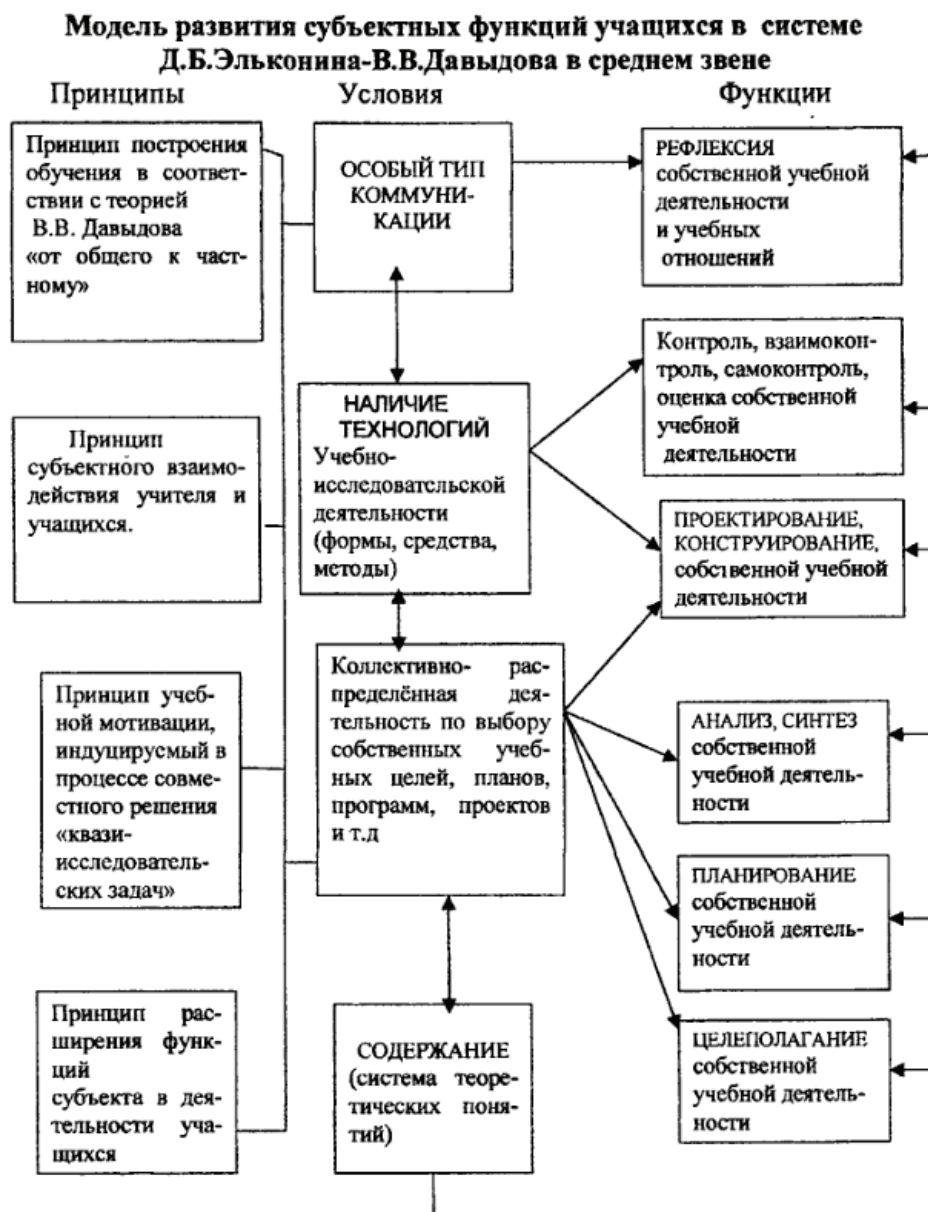 Модель развития субъектных функций учащихся в системе
Д.Б.Эльконина-В.В.Давыдова в среднем звене
Принципы
Условия
Функции
Принцип построения
обучения в соответ-
ствии с теорией
В.В. Давыдова
«от общего к част-
ному»
Принцип
субъектного взаимо-
действия учителя и
учащихся.
Принцип учеб-
ной мотивации,
индуцируемый в
процессе совме-
стного решения
«квази-
исследователь-
ских задач»
Принцип рас-
ширения функ-
ций
субъекта в дея-
тельности уча-
щихся
ОСОБЫЙ ТИП
КОММУНИ-
КАЦИИ
НАЛИЧИЕ
ТЕХНОЛОГИЙ
Учебно-
исследовательской
деятельности
(формы, средства,
методы)
Коллективно- рас-
пределённая дея-
тельность по выбору
собственных учеб-
ных целей, планов,
программ, проектов
и т.д
СОДЕРЖАНИЕ
(система теоре-
тических поня-
тий)
РЕФЛЕКСИЯ
собственной учебной
деятельности
и учебных
отношений
Контроль, взаимокон-
троль, самоконтроль,
оценка собственной
учебной
деятельности
ПРОЕКТИРОВАНИЕ,
КОНСТРУИРОВАНИЕ,
собственной учебной
деятельности
АНАЛИЗ, СИНТЕЗ
собственной
учебной деятель-
ности
ПЛАНИРОВАНИЕ
собственной
учебной деятель-
ности
ЦЕЛЕПОЛАГАНИЕ
собственной
учебной деятель-
ности